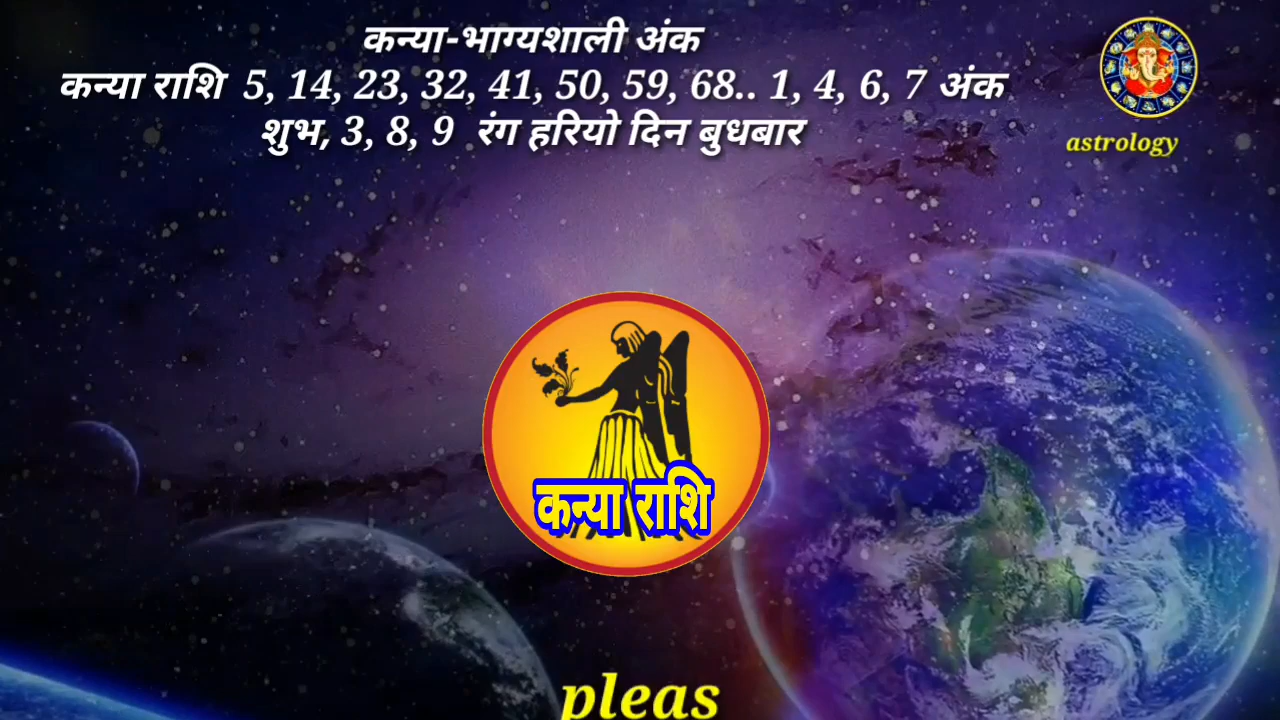 कन्या-भाग्यशाली अंक
कन्या राशि 5, 14, 23, 32, 41, 50, 59, 68.. 1, 4, 6, 7 अंक
शुभ, 3, 8, 9 रंग हरियो दिन बुधबार
astrology
कन्या राशि
pleas